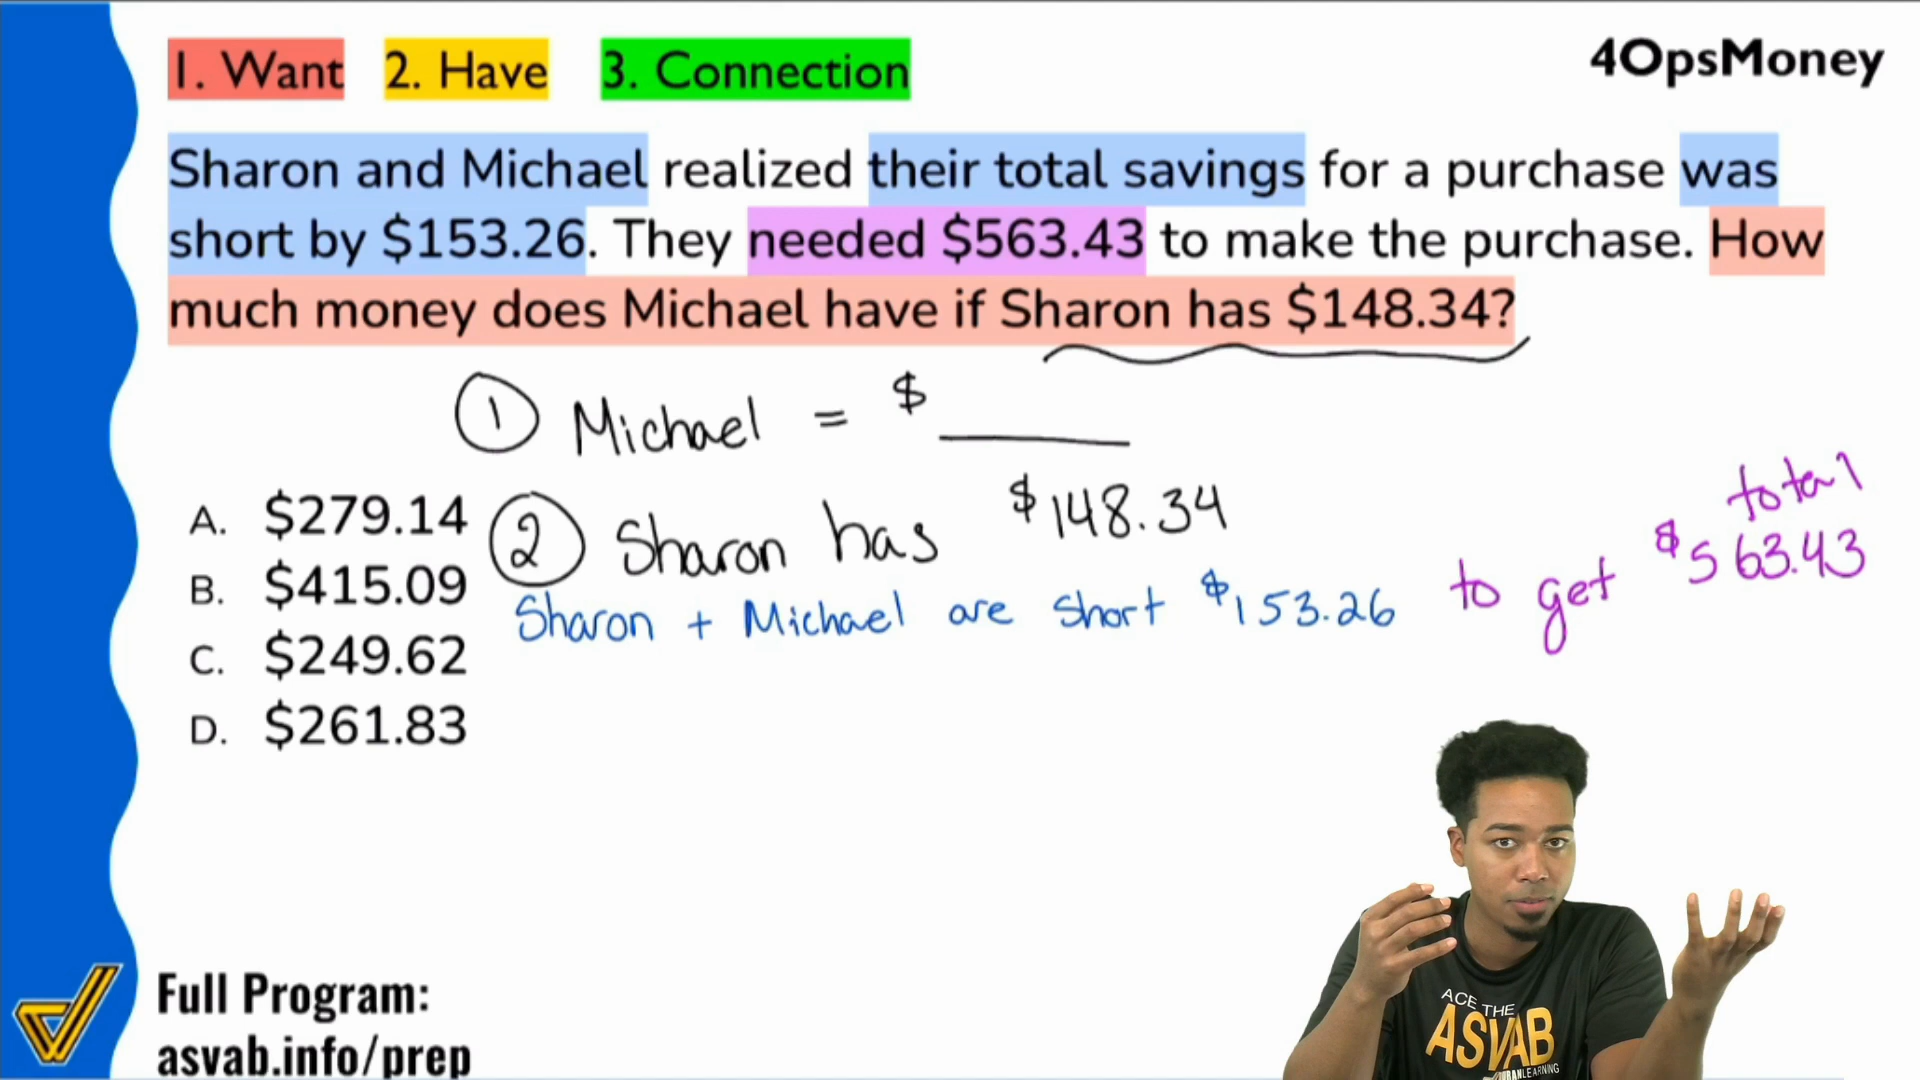 1. Want 2. Have 3. Connection 4OpsMoney
Sharon and Michael realized their total savings for a purchase was
short by $153.26. They needed $563.43 to make the purchase. How
much money does Michael have if Sharon has $148.34?
1 Michael = $
A. $279.14
B. $415.09
C. $249.62
D. $261.83
2 Sharon has $148.34
Sharon + Michael are short $153.26 to get $563.43
total
Full Program:
asvab.info/prep
ACE THE
ASVAB